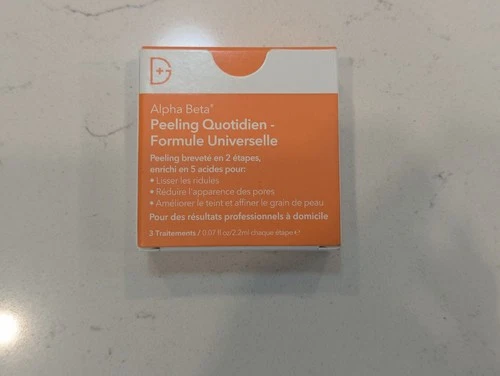 D+G
Alpha Beta®
Peeling Quotidien -
Formule Universelle
Peeling breveté en 2 étapes,
enrichi en 5 acides pour:
• Lisser les ridules
• Réduire l'apparence des pores
• Améliorer le teint et affiner le grain de peau
Pour des résultats professionnels à domicile
3 Traitements / 0.07 fl oz/2.2ml chaque étape ℮